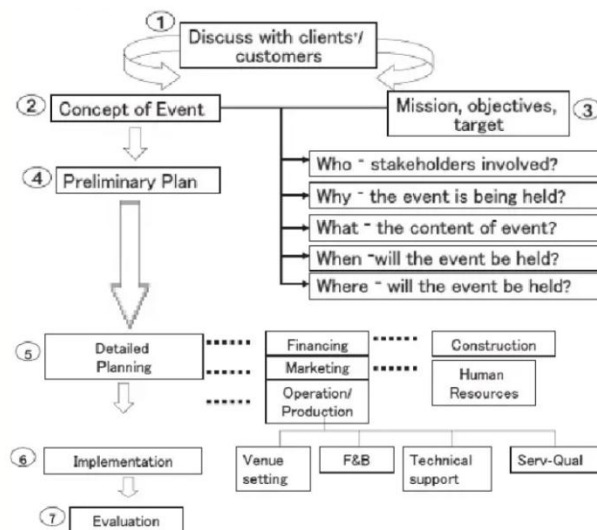 1
Discuss with clients'/
customers
2
Concept of Event
Mission, objectives,
target
3
Who - stakeholders involved?
4
Preliminary Plan
Why - the event is being held?
What - the content of event?
When -will the event be held?
Where - will the event be held?
5
Detailed
Planning
Financing
Construction
Marketing
Human
Resources
Operation/
Production
6
Implementation
Venue
setting
F&B
Technical
support
Serv-Qual
7
Evaluation